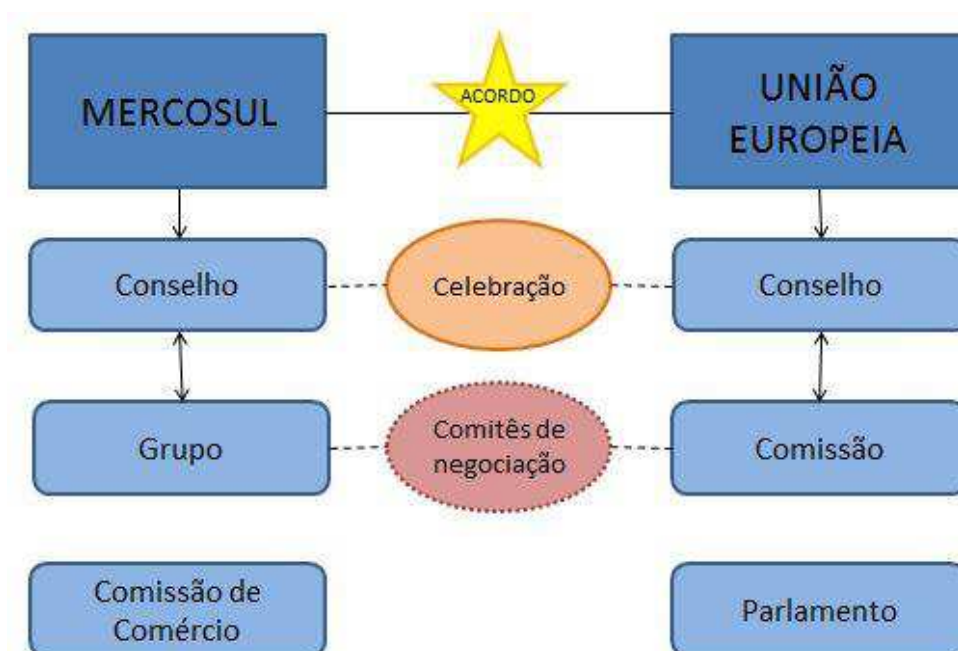 MERCOSUL
ACORDO
UNIÃO
EUROPEIA
Conselho
Celebração
Conselho
Grupo
Comitês de
negociação
Comissão
Comissão de
Comércio
Parlamento